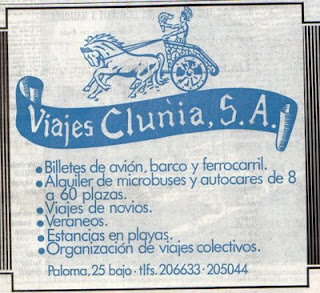 Viajes Cluñia, S.A.
• Billetes de avión, barco y ferrocarril.
• Alquiler de microbuses y autocares de 8
a 60 plazas.
• Viajes de novios.
• Veraneos.
• Estancias en playas.
• Organización de viajes colectivos.
Paloma, 25 bajo · tlfs. 206633 · 205044